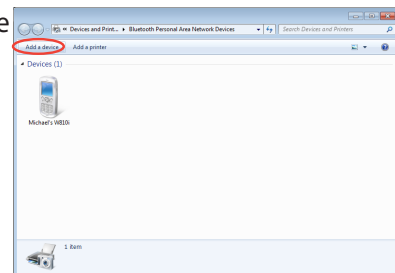 e
« Devices and Print... ▸ Bluetooth Personal Area Network Devices
Search Devices and Printers
Add a device
Add a printer
Devices (1)
Michael's W810i
1 item